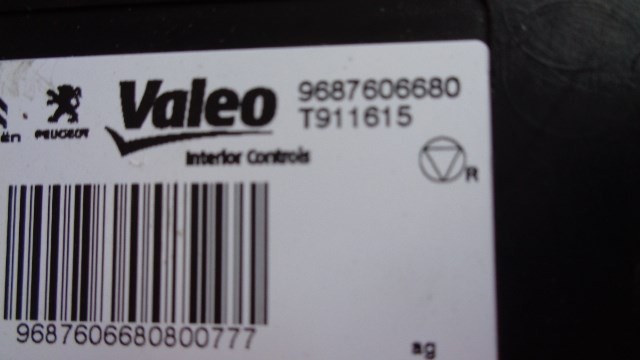 Valeo 9687606680
PEUGEOT T911615
Interior Controls
R
9687606680800777
ag